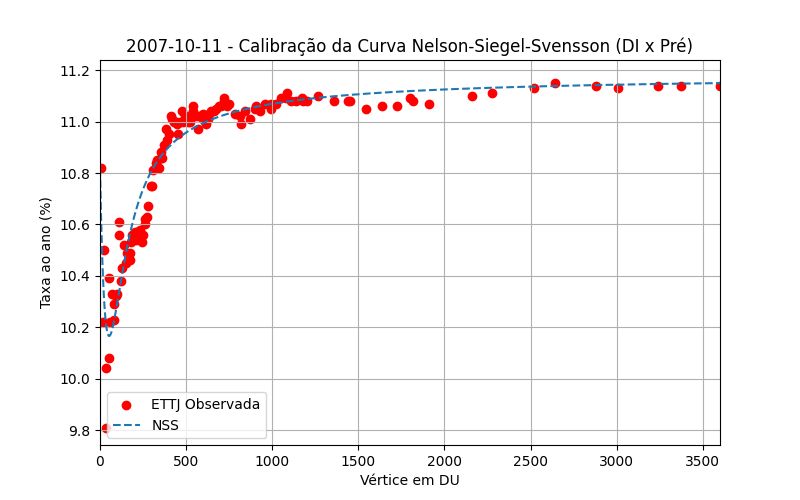 2007-10-11 - Calibração da Curva Nelson-Siegel-Svensson (DI x Pré)
Taxa ao ano (%)
11.2
11.0
10.8
10.6
10.4
10.2
10.0
9.8
ETTJ Observada
NSS
0 500 1000 1500 2000 2500 3000 3500
Vértice em DU